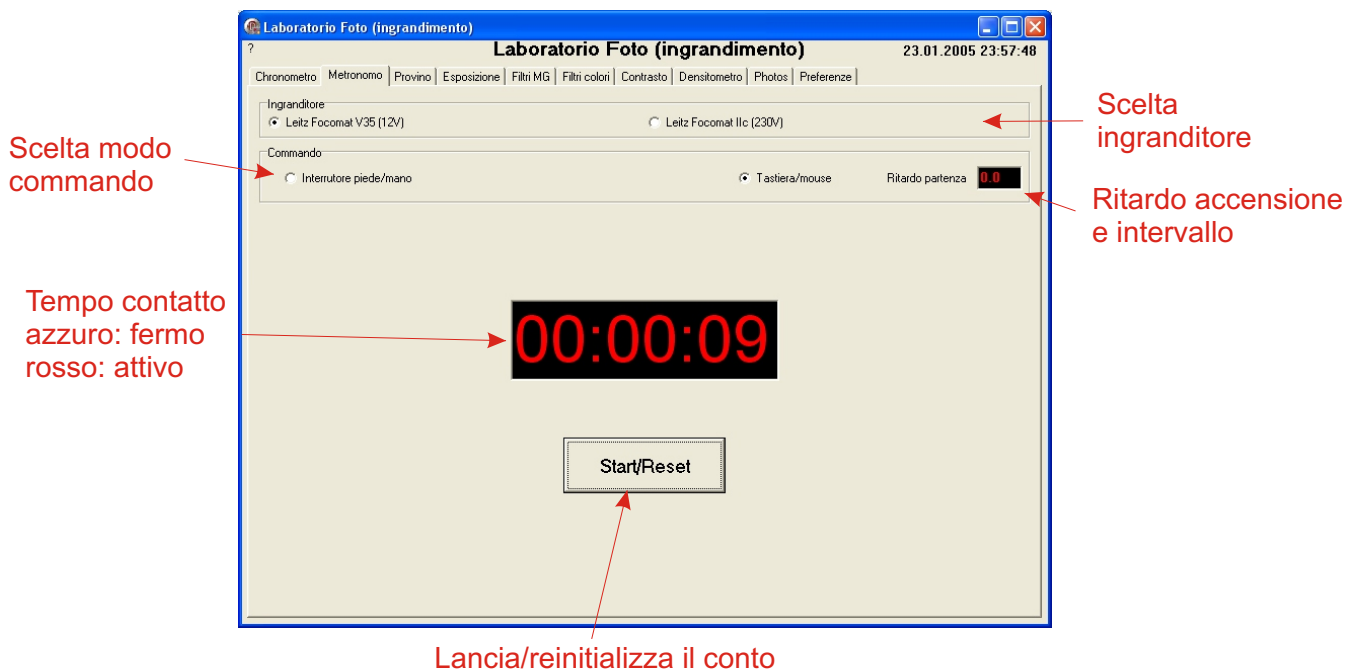 Laboratorio Foto (ingrandimento)
? Laboratorio Foto (ingrandimento) 23.01.2005 23:57:48
Chronometro Metronomo Provino Esposizione Filtri MG Filtri colori Contrasto Densitometro Photos Preferenze
Ingranditore
Leitz Focomat V35 (12V) Leitz Focomat IIc (230V)
Scelta
ingranditore
Scelta modo
commando
Commando
Interrutore piede/mano Tastiera/mouse Ritardo partenza 0.0
Ritardo accensione
e intervallo
Tempo contatto
azzuro: fermo
rosso: attivo
00:00:09
Start/Reset
Lancia/reinitializza il conto